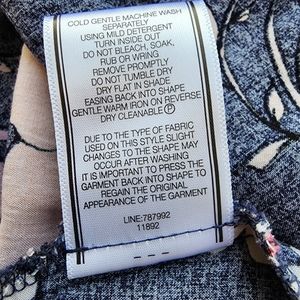 COLD GENTLE MACHINE WASH
SEPARATELY
USING MILD DETERGENT
TURN INSIDE OUT
DO NOT BLEACH, SOAK,
RUB OR WRING
REMOVE PROMPTLY
DO NOT TUMBLE DRY
DRY FLAT IN SHADE
EASING BACK INTO SHAPE
GENTLE WARM IRON ON REVERSE
DRY CLEANABLE Ⓟ
DUE TO THE TYPE OF FABRIC
USED ON THIS STYLE SLIGHT
CHANGES TO THE SHAPE MAY
OCCUR AFTER WASHING
IT IS IMPORTANT TO PRESS THE
GARMENT BACK INTO SHAPE TO
REGAIN THE ORIGINAL
APPEARANCE OF THE GARMENT
LINE:787992
11892